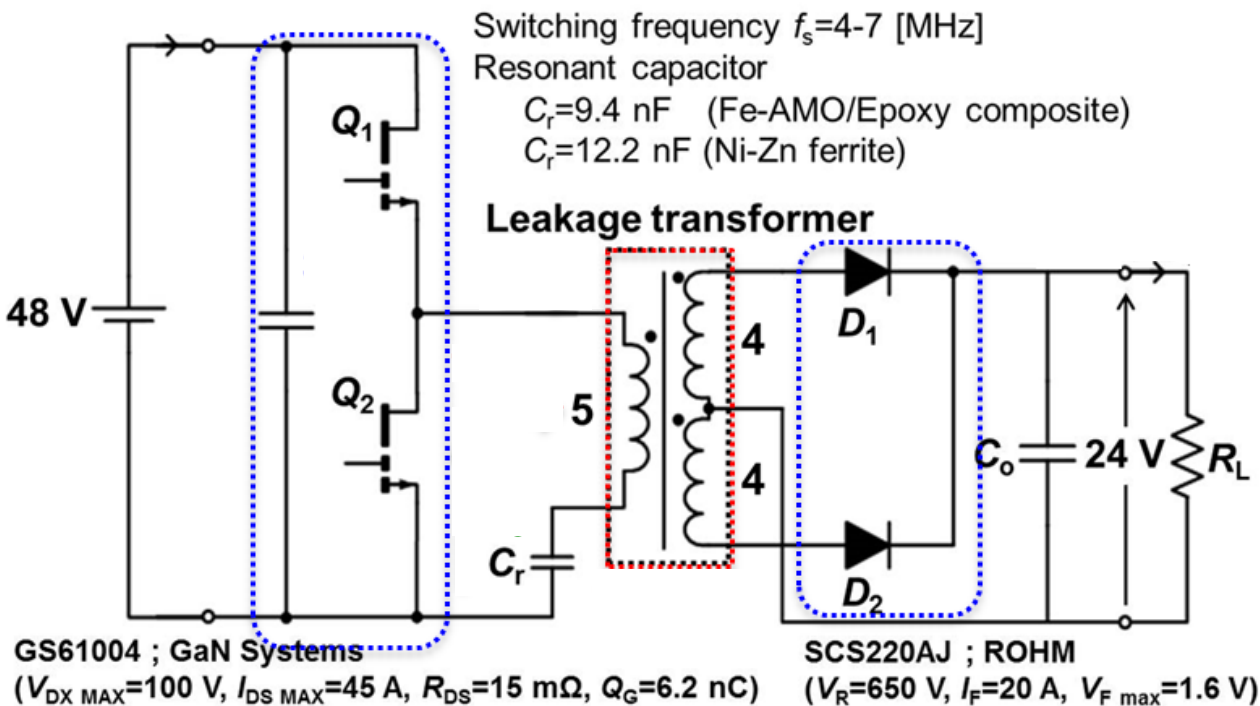 Switching frequency fs=4-7 [MHz]
Resonant capacitor
Cr=9.4 nF (Fe-AMO/Epoxy composite)
Cr=12.2 nF (Ni-Zn ferrite)
Q1
Leakage transformer
48 V
D1
4
Q2
5
4
Co
24 V
RL
Cr
D2
GS61004 ; GaN Systems
(VDX MAX=100 V, IDS MAX=45 A, RDS=15 mΩ, QG=6.2 nC)
SCS220AJ ; ROHM
(VR=650 V, IF=20 A, VF max=1.6 V)